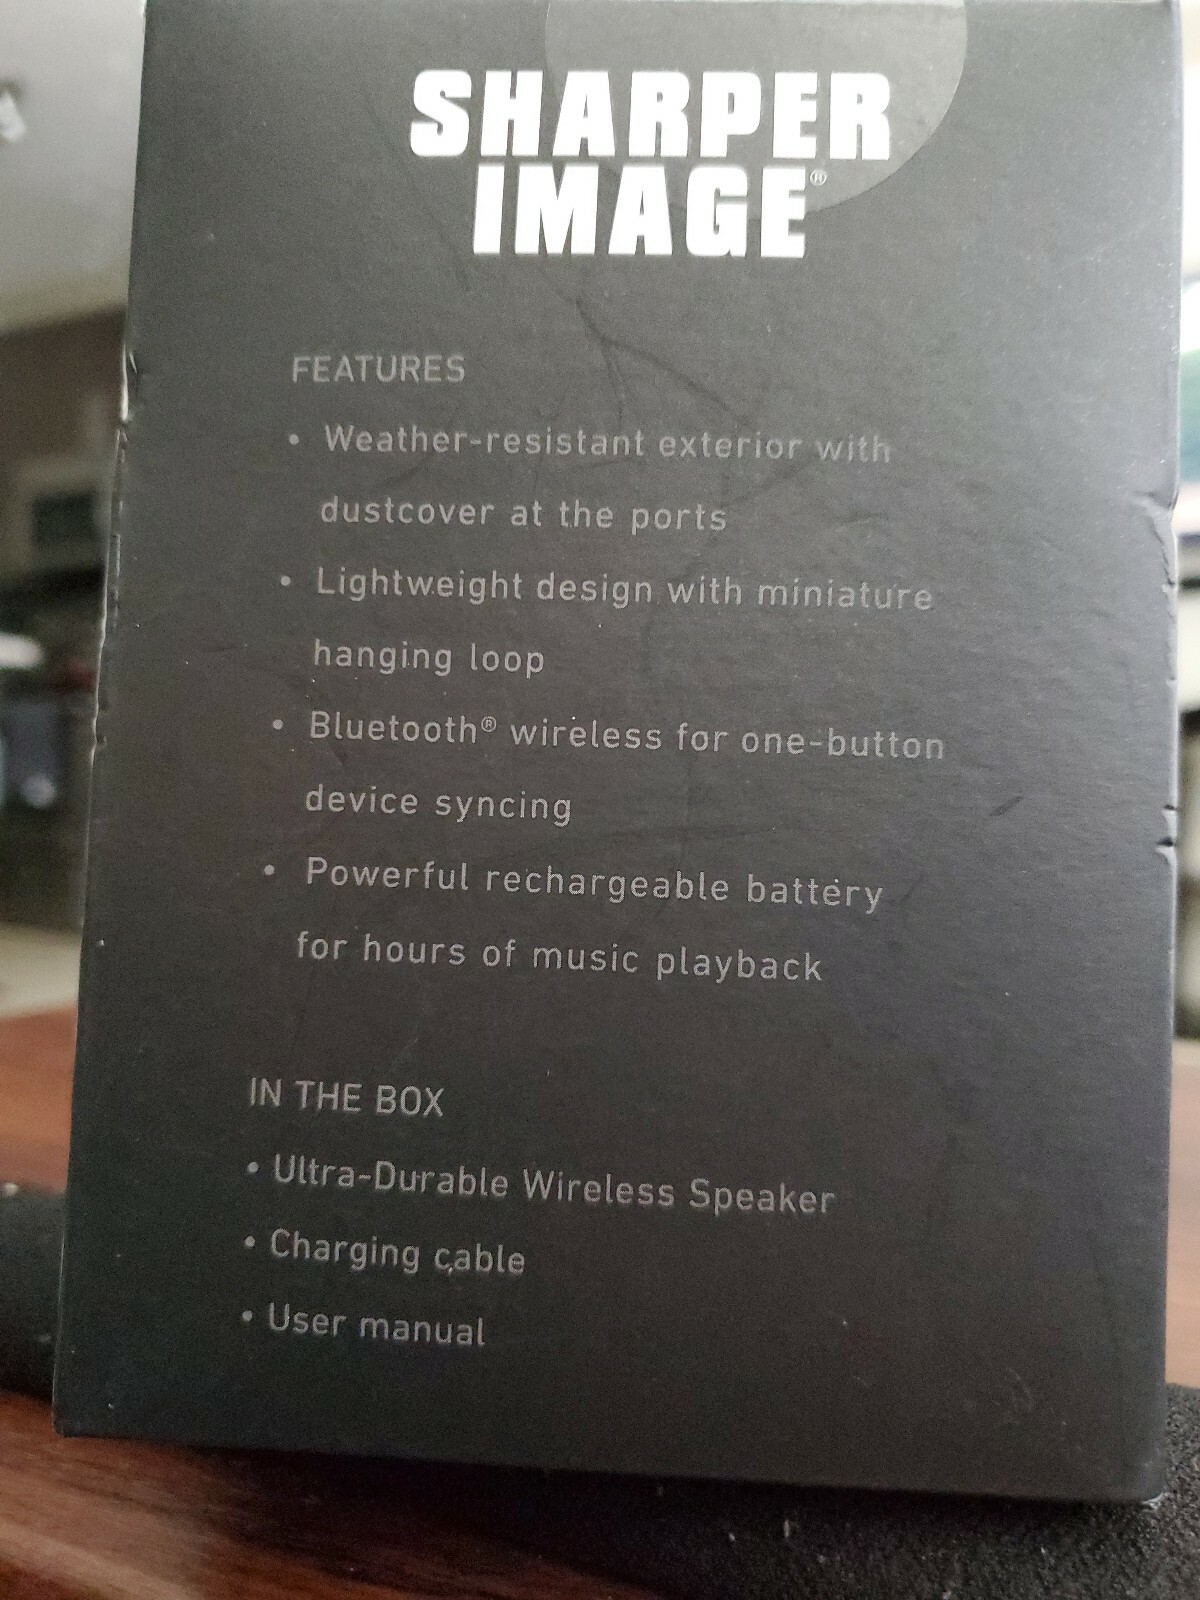 SHARPER
IMAGE®
FEATURES
• Weather-resistant exterior with
dustcover at the ports
• Lightweight design with miniature
hanging loop
• Bluetooth® wireless for one-button
device syncing
• Powerful rechargeable battery
for hours of music playback
IN THE BOX
• Ultra-Durable Wireless Speaker
• Charging cable
• User manual